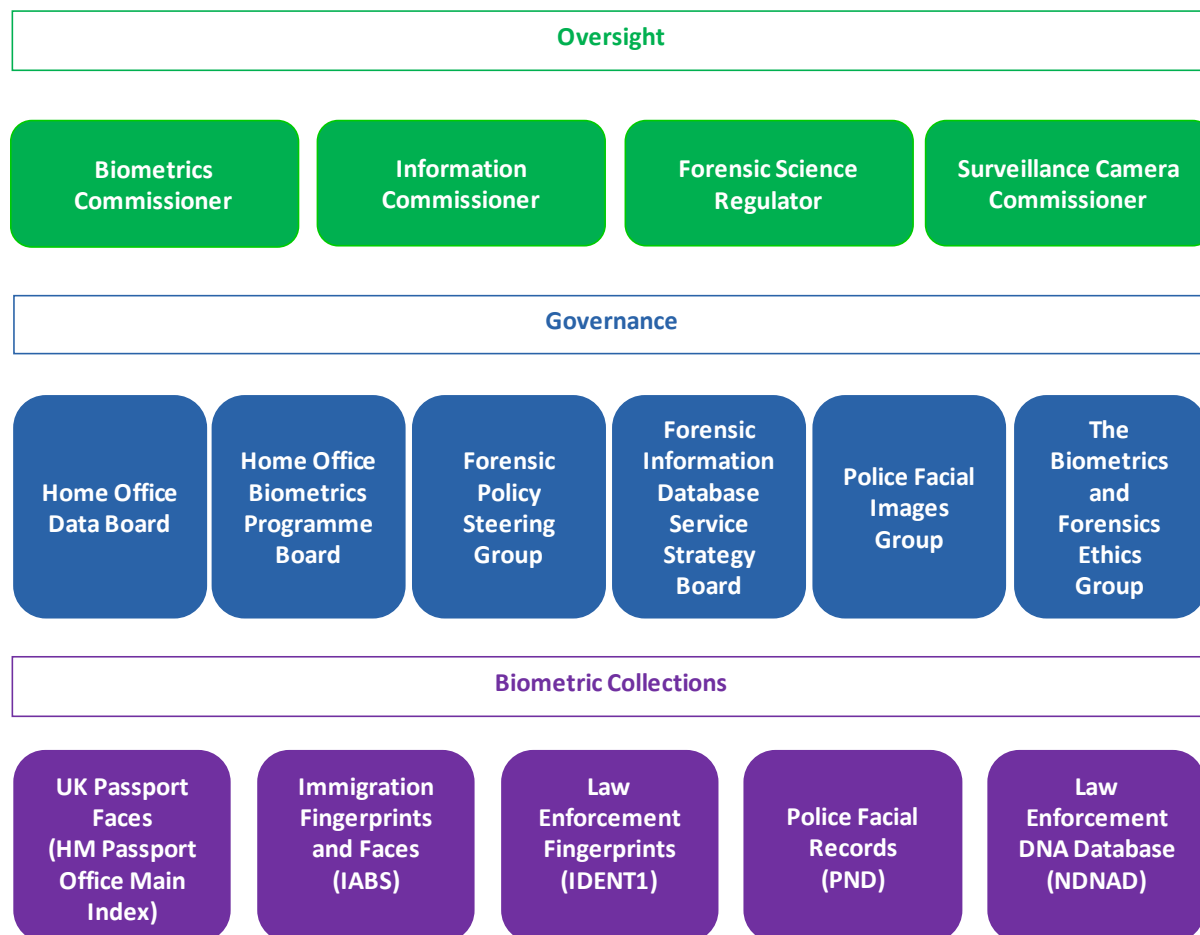 Oversight
Biometrics
Commissioner
Information
Commissioner
Forensic Science
Regulator
Surveillance Camera
Commissioner
Governance
Home Office
Data Board
Home Office
Biometrics
Programme
Board
Forensic
Policy
Steering
Group
Forensic
Information
Database
Service
Strategy
Board
Police Facial
Images
Group
The
Biometrics
and
Forensics
Ethics
Group
Biometric Collections
UK Passport
Faces
(HM Passport
Office Main
Index)
Immigration
Fingerprints
and Faces
(IABS)
Law
Enforcement
Fingerprints
(IDENT1)
Police Facial
Records
(PND)
Law
Enforcement
DNA Database
(NDNAD)